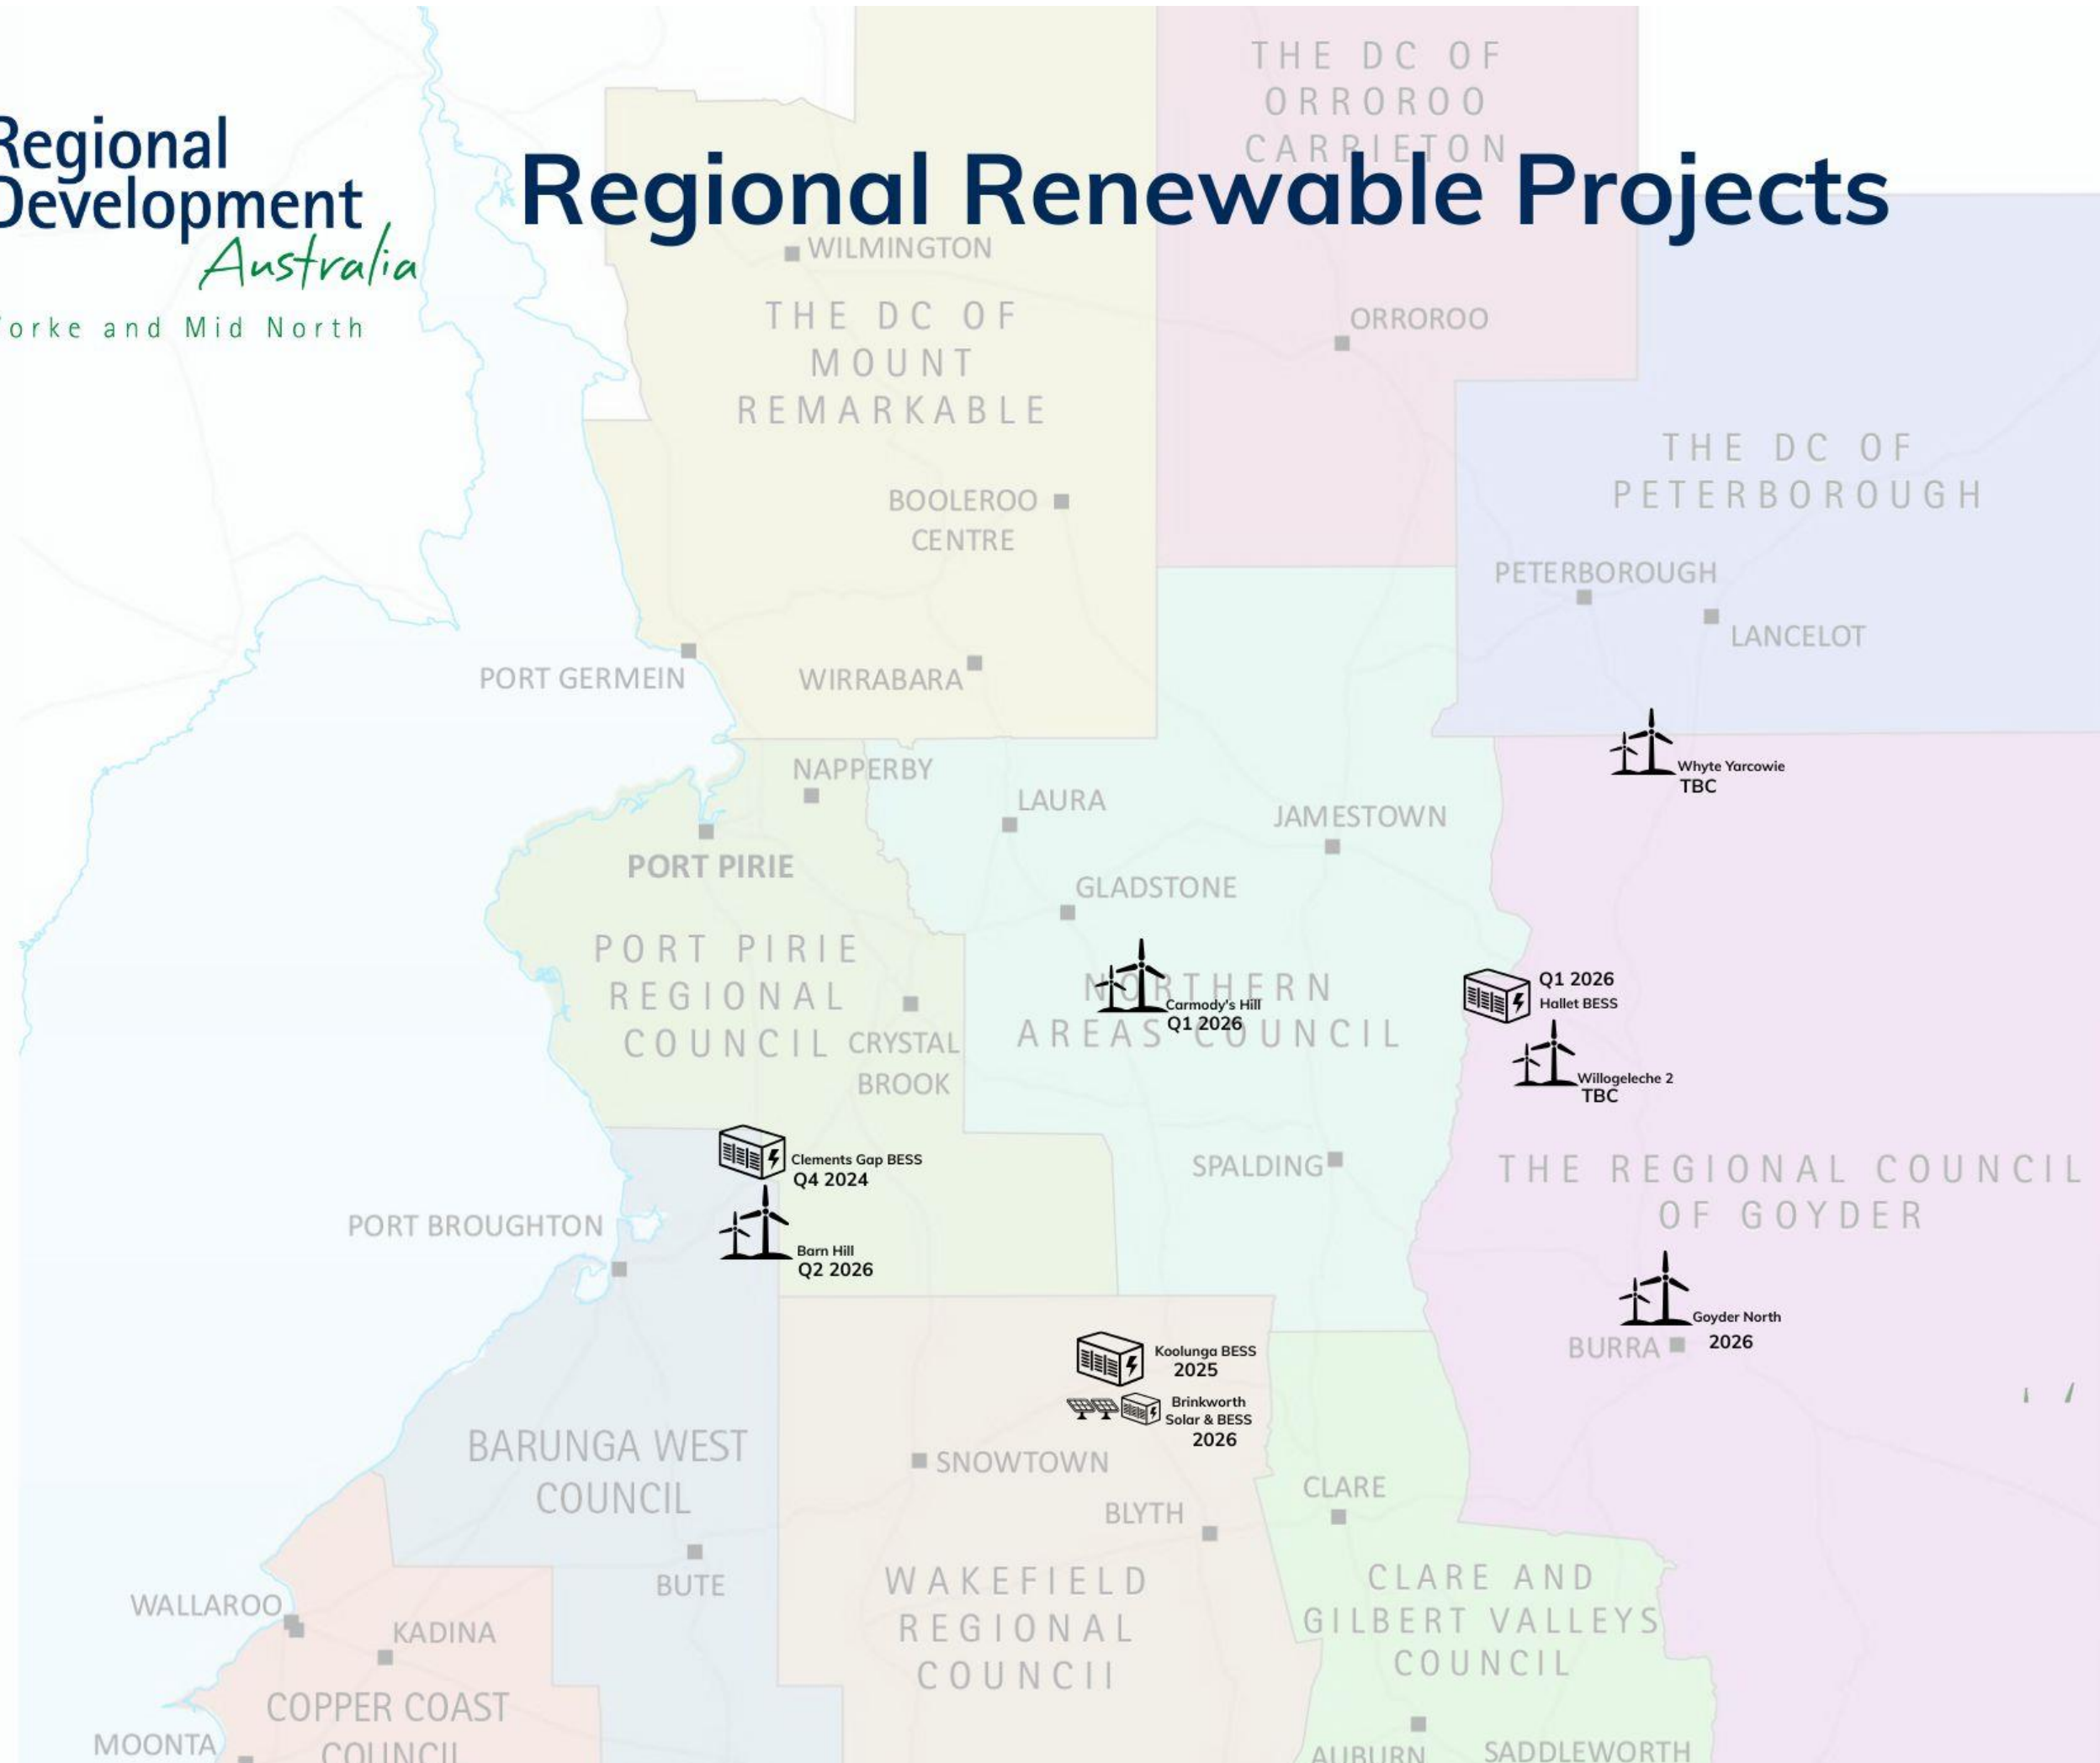 Regional
Development
Australia
orke and Mid North
Regional Renewable Projects
THE DC OF
ORROROO
CARRIETON
WILMINGTON
THE DC OF
MOUNT
REMARKABLE
ORROROO
THE DC OF
PETERBOROUGH
BOOLEROO
CENTRE
PETERBOROUGH
LANCELOT
PORT GERMEIN
WIRRABARA
NAPPERBY
Whyte Yarcowie
TBC
LAURA
JAMESTOWN
PORT PIRIE
GLADSTONE
PORT PIRIE
REGIONAL
COUNCIL
CRYSTAL
BROOK
NORTHERN
AREAS COUNCIL
Carmody's Hill
Q1 2026
Q1 2026
Hallet BESS
Willogeleche 2
TBC
Clements Gap BESS
Q4 2024
SPALDING
THE REGIONAL COUNCIL
OF GOYDER
PORT BROUGHTON
Barn Hill
Q2 2026
Goyder North
2026
BURRA
Koolunga BESS
2025
Brinkworth
Solar & BESS
2026
BARUNGA WEST
COUNCIL
SNOWTOWN
CLARE
BLYTH
BUTE
WAKEFIELD
REGIONAL
COUNCIL
CLARE AND
GILBERT VALLEYS
COUNCIL
WALLAROO
KADINA
COPPER COAST
COUNCIL
MOONTA
AUBURN
SADDLEWORTH